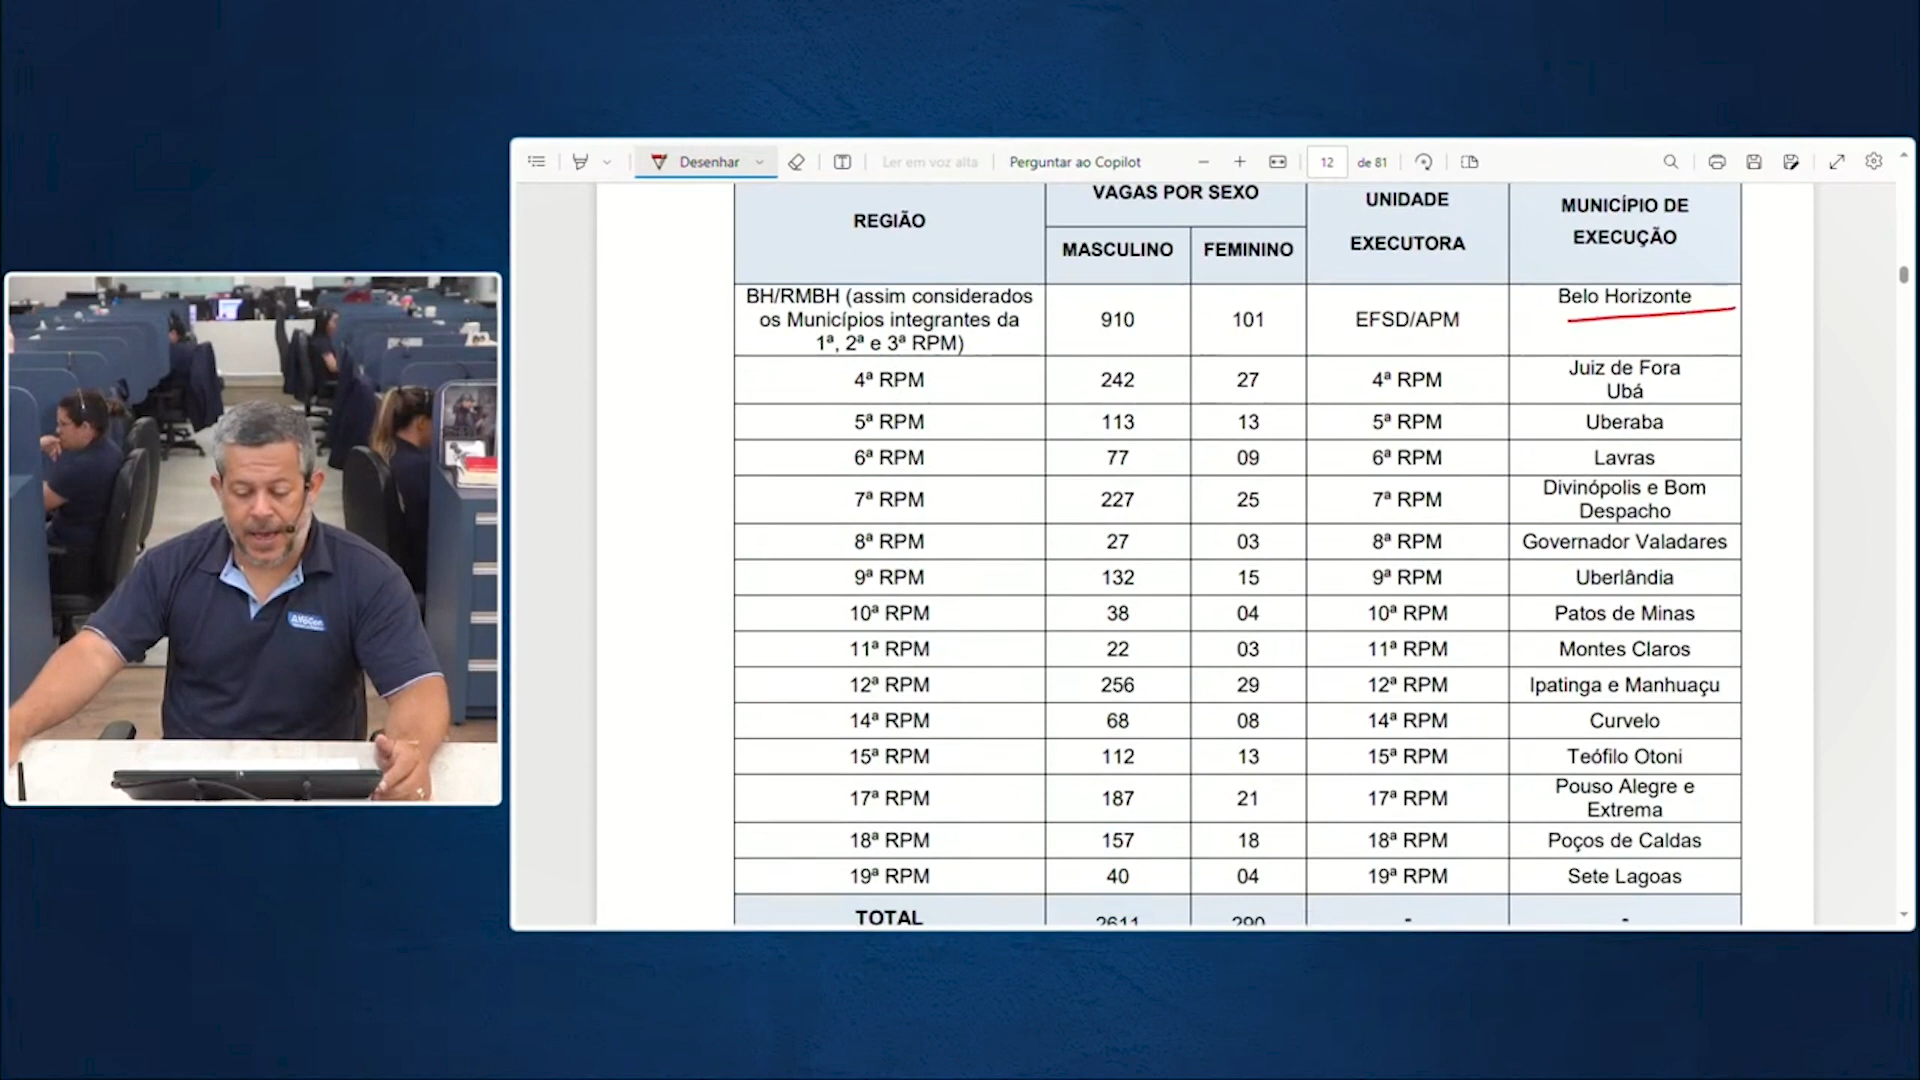 Desenhar
Ler em voz alta
Perguntar ao Copilot
12 de 81
REGIÃO
VAGAS POR SEXO
MASCULINO
FEMININO
UNIDADE
EXECUTORA
MUNICÍPIO DE
EXECUÇÃO
BH/RMBH (assim considerados
os Municípios integrantes da
1ª, 2ª e 3ª RPM)
910
101
EFSD/APM
Belo Horizonte
4ª RPM 242 27 4ª RPM
Juiz de Fora
Ubá
5ª RPM 113 13 5ª RPM Uberaba
6ª RPM 77 09 6ª RPM Lavras
7ª RPM 227 25 7ª RPM
Divinópolis e Bom
Despacho
8ª RPM 27 03 8ª RPM Governador Valadares
9ª RPM 132 15 9ª RPM Uberlândia
10ª RPM 38 04 10ª RPM Patos de Minas
11ª RPM 22 03 11ª RPM Montes Claros
12ª RPM 256 29 12ª RPM Ipatinga e Manhuaçu
14ª RPM 68 08 14ª RPM Curvelo
15ª RPM 112 13 15ª RPM Teófilo Otoni
17ª RPM 187 21 17ª RPM
Pouso Alegre e
Extrema
18ª RPM 157 18 18ª RPM Poços de Caldas
19ª RPM 40 04 19ª RPM Sete Lagoas
TOTAL 2611 290 - -
AlfaCon